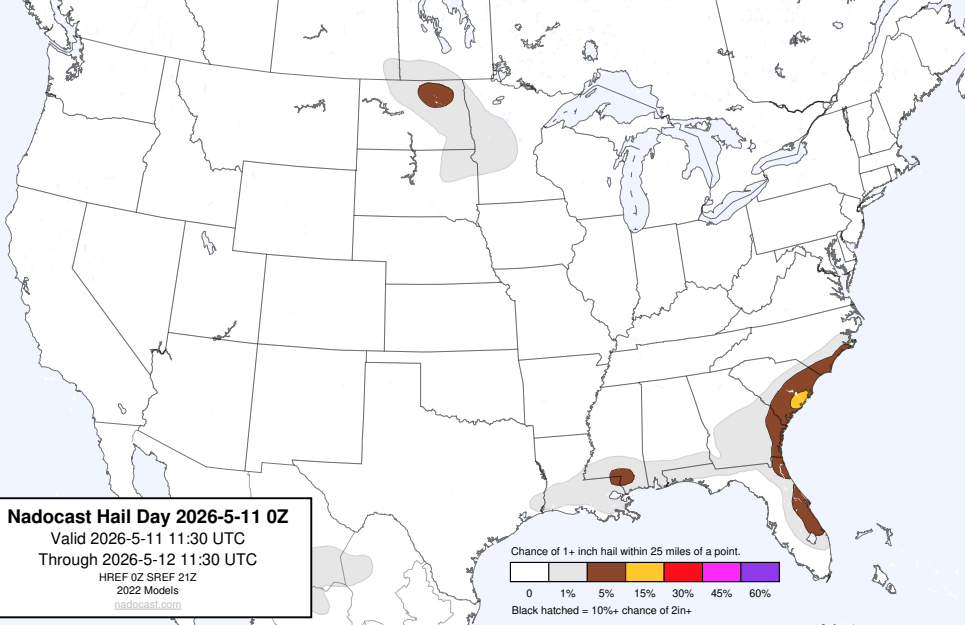 Nadocast Hail Day 2026-5-11 0Z
Valid 2026-5-11 11:30 UTC
Through 2026-5-12 11:30 UTC
HREF 0Z SREF 21Z
2022 Models
nadocast.com
Chance of 1+ inch hail within 25 miles of a point.
0 1% 5% 15% 30% 45% 60%
Black hatched = 10%+ chance of 2in+